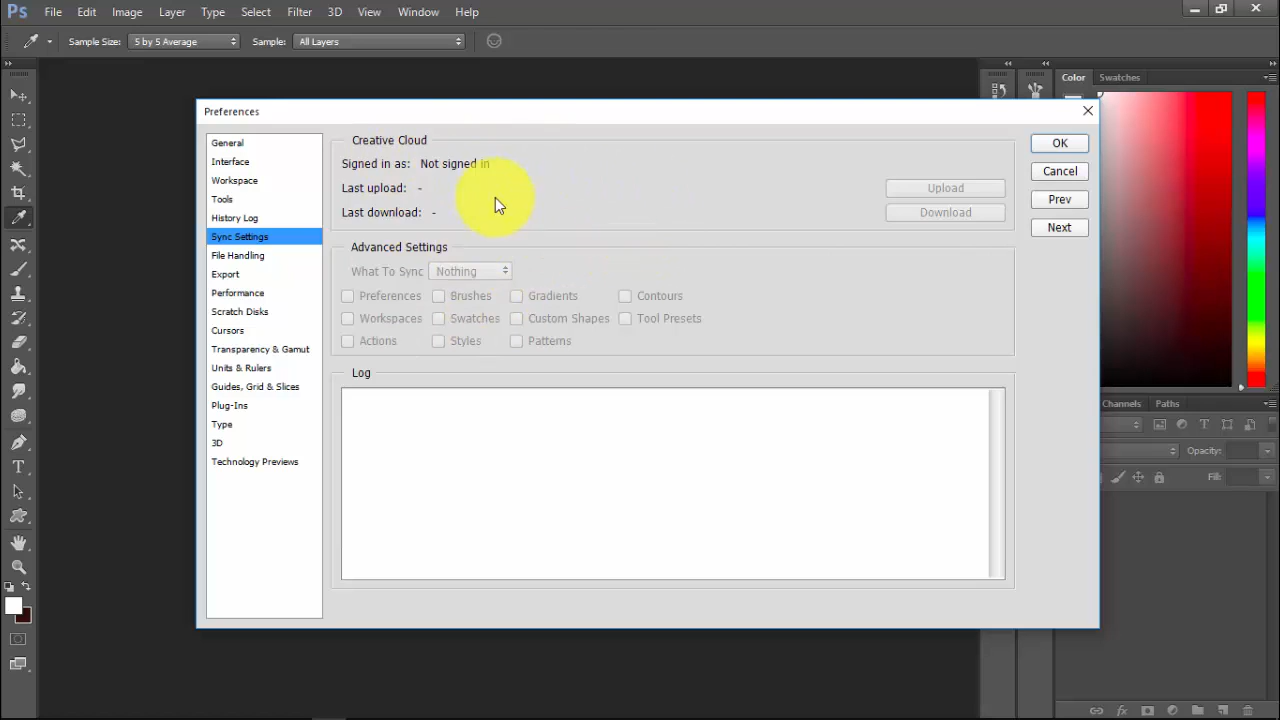 Ps File Edit Image Layer Type Select Filter 3D View Window Help
Sample Size: 5 by 5 Average Sample: All Layers
Color Swatches
Preferences
General
Interface
Workspace
Tools
History Log
Sync Settings
File Handling
Export
Performance
Scratch Disks
Cursors
Transparency & Gamut
Units & Rulers
Guides, Grid & Slices
Plug-Ins
Type
3D
Technology Previews
Creative Cloud
Signed in as: Not signed in
Last upload: -
Upload
Last download: -
Download
Advanced Settings
What To Sync Nothing
Preferences Brushes Gradients Contours
Workspaces Swatches Custom Shapes Tool Presets
Actions Styles Patterns
Log
OK
Cancel
Prev
Next
Channels Paths
Opacity:
Fill: